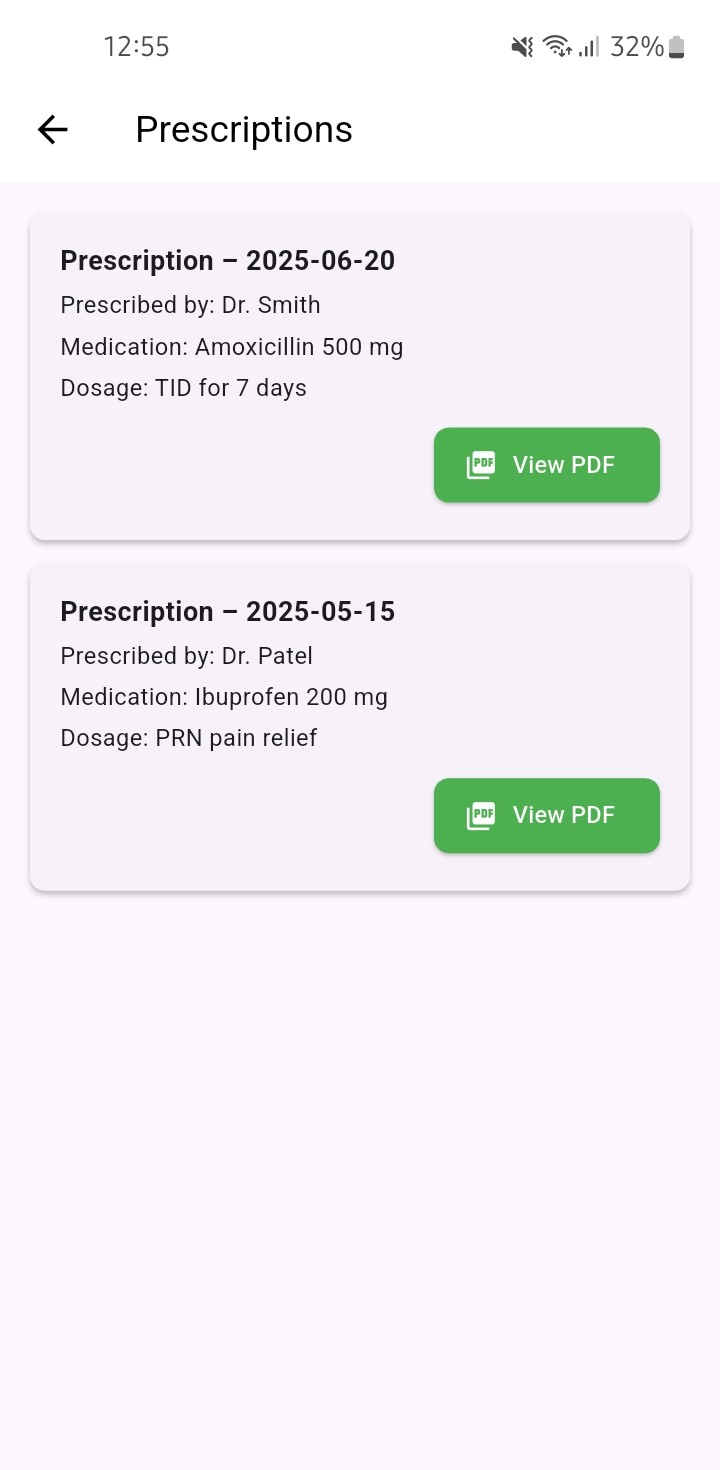 12:55 32%
Prescriptions
Prescription – 2025-06-20
Prescribed by: Dr. Smith
Medication: Amoxicillin 500 mg
Dosage: TID for 7 days
PDF View PDF
Prescription – 2025-05-15
Prescribed by: Dr. Patel
Medication: Ibuprofen 200 mg
Dosage: PRN pain relief
PDF View PDF